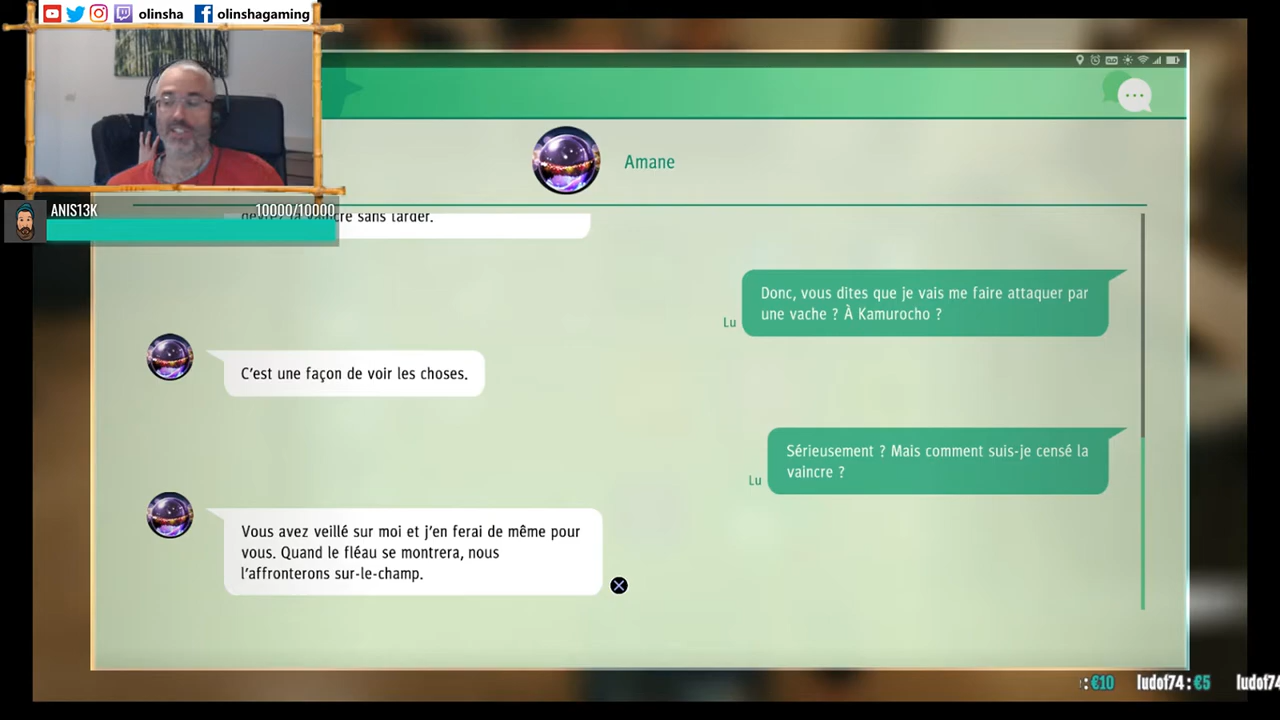 olinsha olinshagaming
Amane
ANIS13K 10000/10000
sans tarder.
Donc, vous dites que je vais me faire attaquer par
une vache ? À Kamurocho ?
Lu
C'est une façon de voir les choses.
Sérieusement ? Mais comment suis-je censé la
vaincre ?
Lu
Vous avez veillé sur moi et j'en ferai de même pour
vous. Quand le fléau se montrera, nous
l'affronterons sur-le-champ.
:€10 ludof74:€5 ludof74